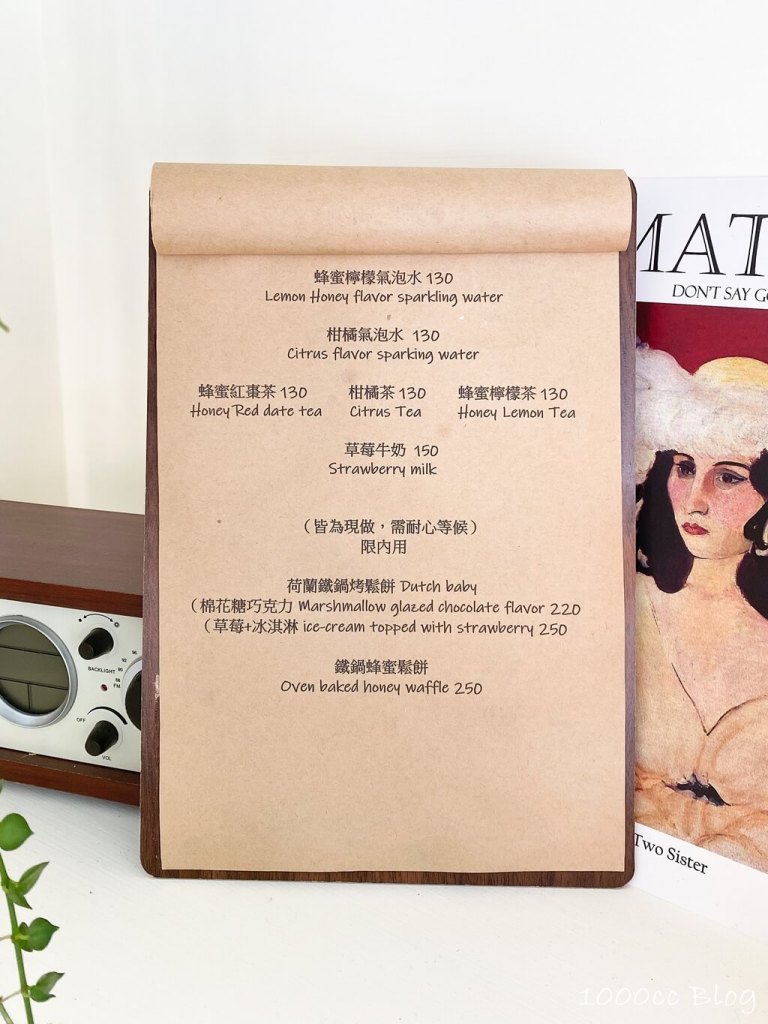 蜂蜜檸檬氣泡水 130
Lemon Honey flavor sparkling water
柑橘氣泡水 130
Citrus flavor sparking water
蜂蜜紅棗茶 130 柑橘茶 130 蜂蜜檸檬茶 130
Honey Red date tea Citrus Tea Honey Lemon Tea
草莓牛奶 150
Strawberry milk
（皆為現做，需耐心等候）
限內用
荷蘭鐵鍋烤鬆餅 Dutch baby
（棉花糖巧克力 Marshmallow glazed chocolate flavor 220
（草莓+冰淇淋 ice-cream topped with strawberry 250
鐵鍋蜂蜜鬆餅
Oven baked honey waffle 250
MAT
DON'T SAY GO
Two Sister
BACKLIGHT
FM
OFF
VOL
1000cc Blog